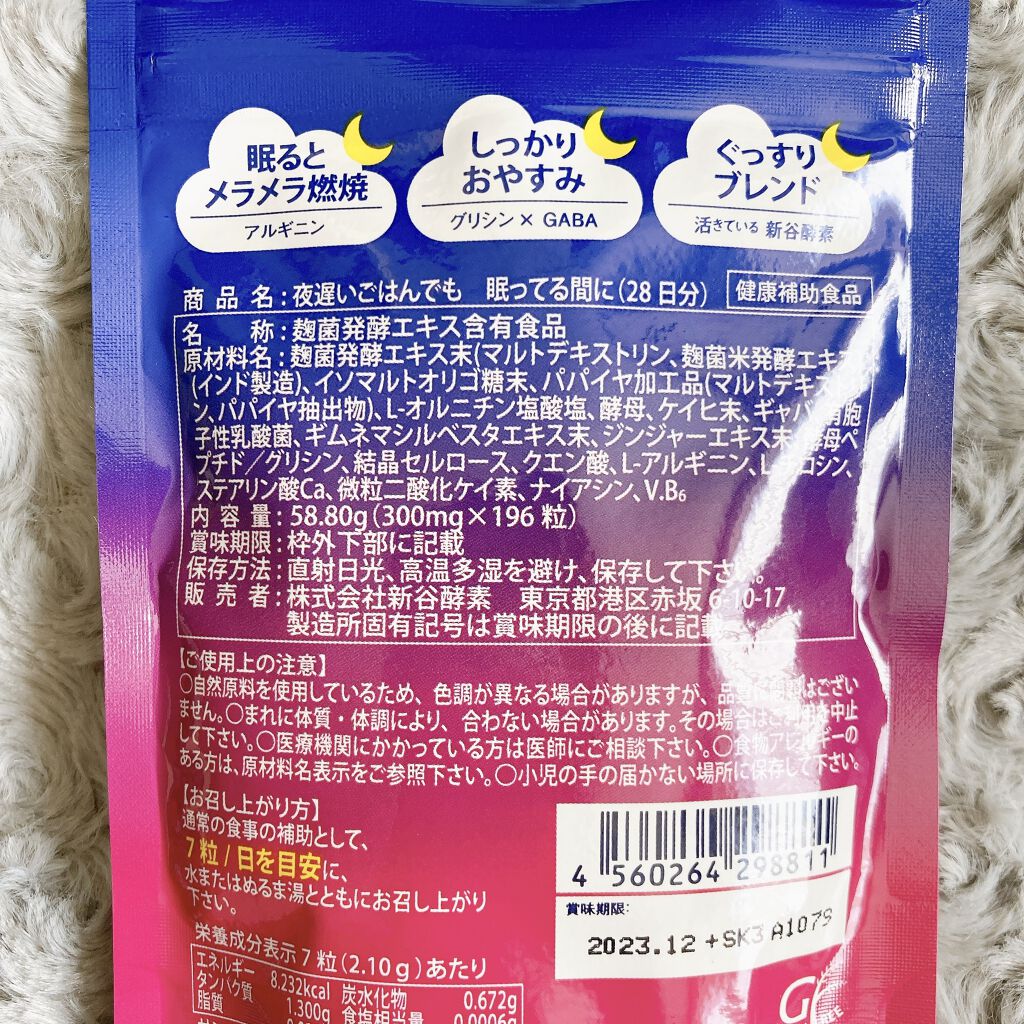 眠ると
メラメラ燃焼
アルギニン
しっかり
おやすみ
グリシン × GABA
ぐっすり
ブレンド
活きている 新谷酵素
商品名:夜遅いごはんでも 眠ってる間に(28日分) 健康補助食品
名称:麹菌発酵エキス含有食品
原材料名:麹菌発酵エキス末(マルトデキストリン、麹菌米発酵エキス
(インド製造)、イソマルトオリゴ糖末、パパイヤ加工品(マルトデキス
ン、パパイヤ抽出物)、L-オルニチン塩酸塩、酵母、ケイヒ末、ギャバ、有胞
子性乳酸菌、ギムネマシルベスタエキス末、ジンジャーエキス末、酵母ペ
プチド/グリシン、結晶セルロース、クエン酸、L-アルギニン、
ステアリン酸Ca、微粒二酸化ケイ素、ナイアシン、V.B₆
内容量:58.80g(300mg×196粒)
賞味期限:枠外下部に記載
保存方法:直射日光、高温多湿を避け、保存して下さい。
販売者:株式会社新谷酵素 東京都港区赤坂 6-10-17
製造所固有記号は賞味期限の後に記載
【ご使用上の注意】
○自然原料を使用しているため、色調が異なる場合がありますが、品質に問題はござい
ません。○まれに体質・体調により、合わない場合があります。その場合はご利用を中止
して下さい。○医療機関にかかっている方は医師にご相談下さい。○食物アレルギーの
ある方は、原材料名表示をご参照下さい。○小児の手の届かない場所に保存して下さい。
【お召し上がり方】
通常の食事の補助として、
7粒/日を目安に、
水またはぬるま湯とともにお召し上がり
下さい。
4 560264 298811
賞味期限:
2023.12 +SK3 A107S
栄養成分表示7粒(2.10g)あたり
エネルギー 8.232kcal 炭水化物 0.672g
タンパク質 1.300g 食塩相当量 0.0006g
脂質